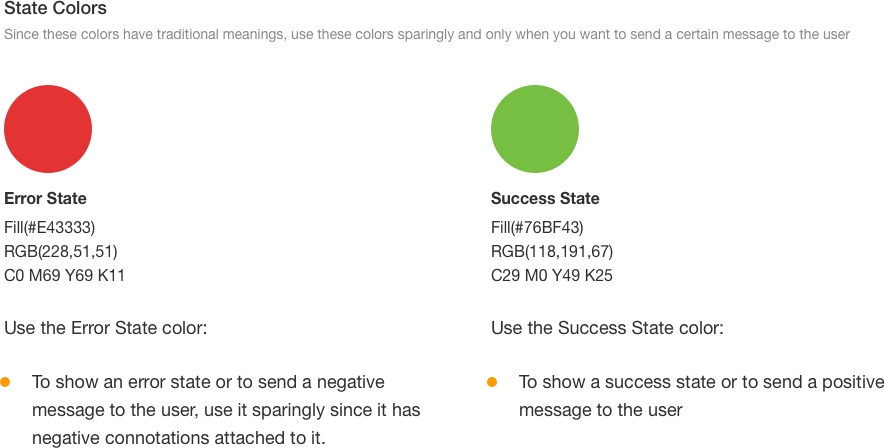 State Colors
Since these colors have traditional meanings, use these colors sparingly and only when you want to send a certain message to the user
Error State
Fill(#E43333)
RGB(228,51,51)
C0 M69 Y69 K11
Use the Error State color:
To show an error state or to send a negative
message to the user, use it sparingly since it has
negative connotations attached to it.
Success State
Fill(#76BF43)
RGB(118,191,67)
C29 M0 Y49 K25
Use the Success State color:
To show a success state or to send a positive
message to the user